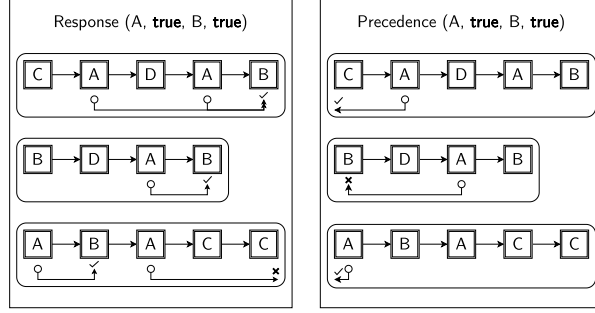 Response (A, true, B, true)
C A D A B
✓
B D A B
✓
A B A C C
✓ ×
Precedence (A, true, B, true)
C A D A B
✓
B D A B
×
A B A C C
✓